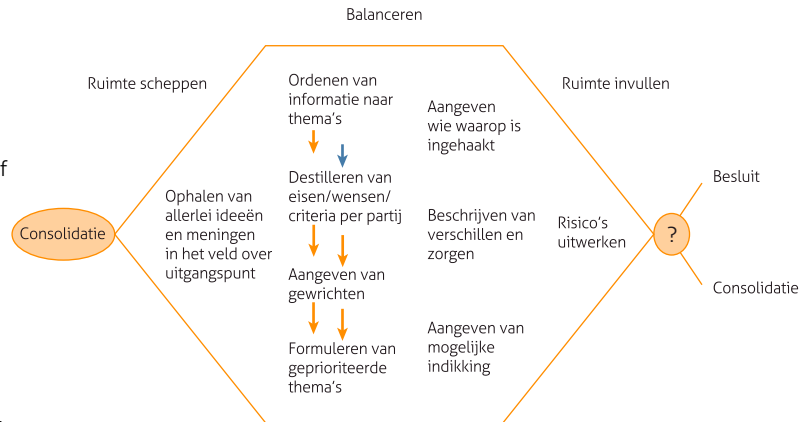 Balanceren
Ruimte scheppen
Ruimte invullen
Ordenen van
informatie naar
thema's
Aangeven
wie waarop is
ingehaakt
f
Destilleren van
eisen/wensen/
criteria per partij
Ophalen van
allerlei ideeën
en meningen
in het veld over
uitgangspunt
Consolidatie
Beschrijven van
verschillen en
zorgen
Risico's
uitwerken
?
Besluit
Consolidatie
Aangeven van
gewrichten
Formuleren van
geprioriteerde
thema's
Aangeven van
mogelijke
indikking